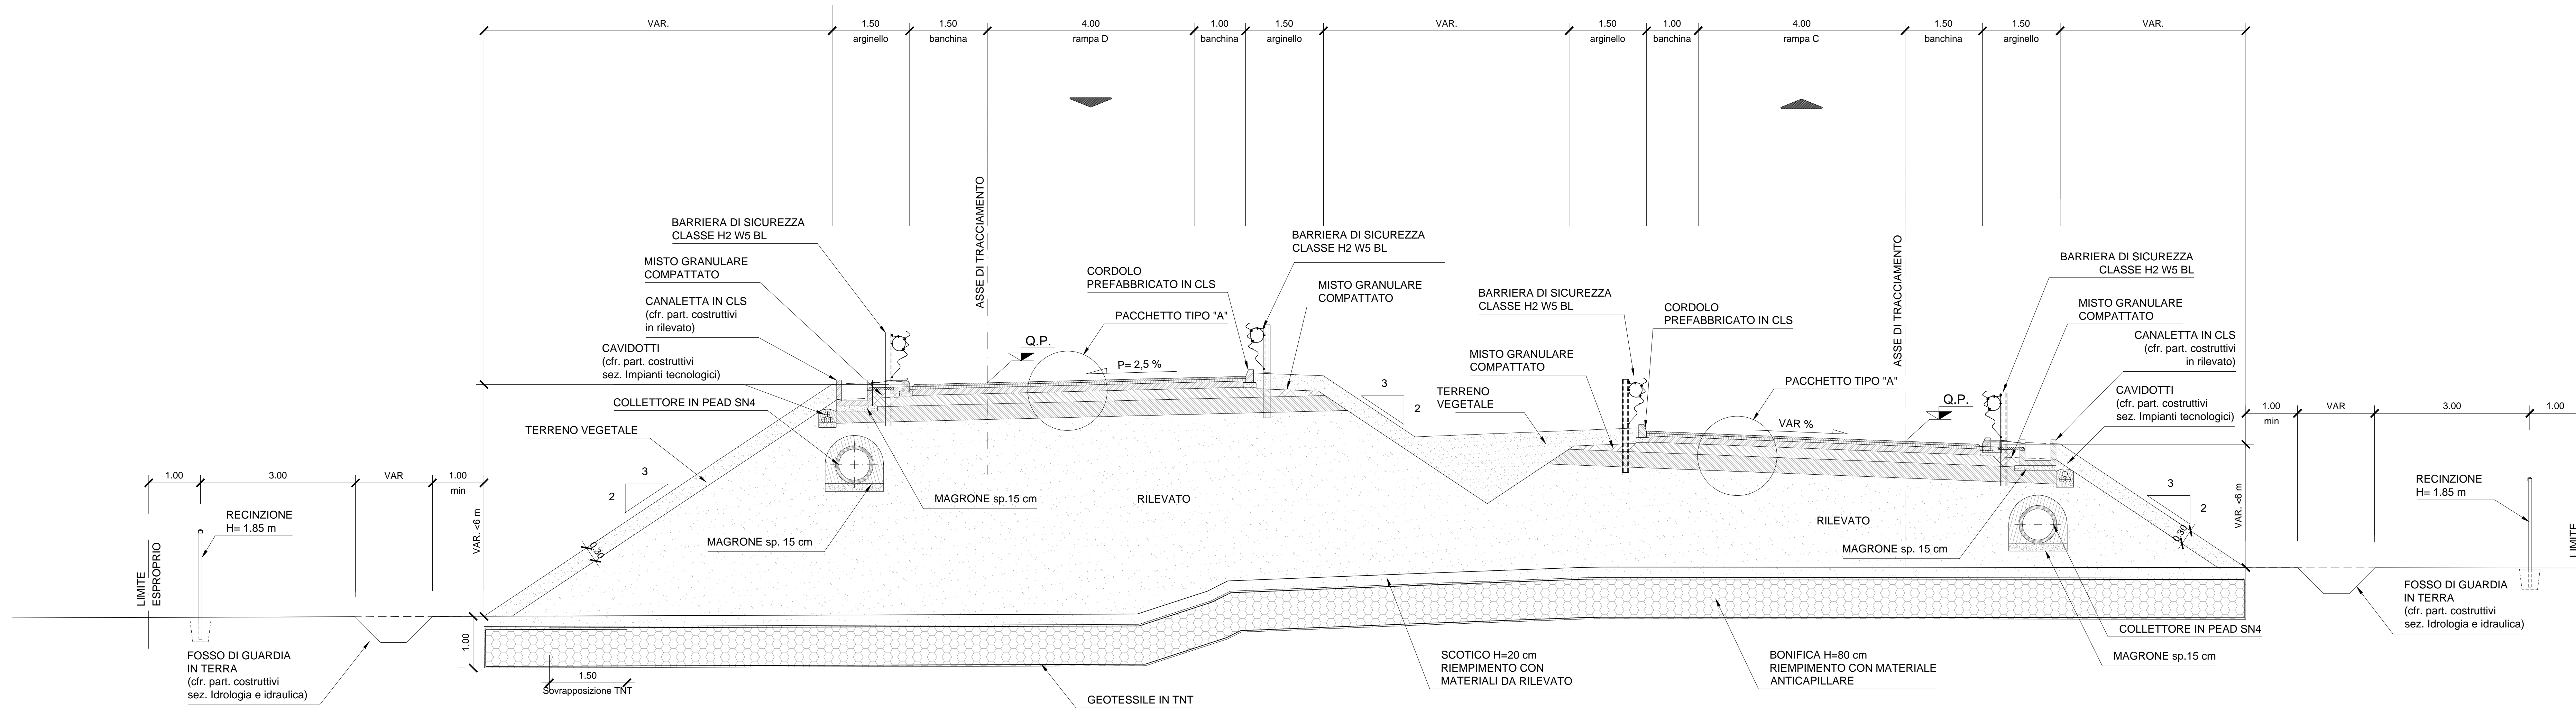 VAR.
1.50
1.50
4.00
1.00
1.50
VAR.
1.50
1.00
4.00
1.50
1.50
VAR.
arginello
banchina
rampa D
banchina
arginello
arginello
banchina
rampa C
banchina
arginello
ASSE DI TRACCIAMENTO
BARRIERA DI SICUREZZA
CLASSE H2 W5 BL
MISTO GRANULARE
COMPATTATO
CANALETTA IN CLS
(cfr. part. costruttivi
in rilevato)
CAVIDOTTI
(cfr. part. costruttivi
sez. Impianti tecnologici)
COLLETTORE IN PEAD SN4
TERRENO VEGETALE
3
2
0.30
MAGRONE sp. 15 cm
MAGRONE sp.15 cm
RILEVATO
Q.P.
P= 2,5 %
CORDOLO
PREFABBRICATO IN CLS
PACCHETTO TIPO "A"
BARRIERA DI SICUREZZA
CLASSE H2 W5 BL
MISTO GRANULARE
COMPATTATO
3
2
TERRENO
VEGETALE
MISTO GRANULARE
COMPATTATO
BARRIERA DI SICUREZZA
CLASSE H2 W5 BL
CORDOLO
PREFABBRICATO IN CLS
PACCHETTO TIPO "A"
VAR %
Q.P.
ASSE DI TRACCIAMENTO
BARRIERA DI SICUREZZA
CLASSE H2 W5 BL
MISTO GRANULARE
COMPATTATO
CANALETTA IN CLS
(cfr. part. costruttivi
in rilevato)
CAVIDOTTI
(cfr. part. costruttivi
sez. Impianti tecnologici)
3
2
0.30
RILEVATO
MAGRONE sp. 15 cm
COLLETTORE IN PEAD SN4
MAGRONE sp.15 cm
VAR. <6 m
1.00
min
VAR
3.00
1.00
RECINZIONE
H= 1.85 m
LIMITE
FOSSO DI GUARDIA
IN TERRA
(cfr. part. costruttivi
sez. Idrologia e idraulica)
1.00
3.00
VAR
1.00
min
VAR. <6 m
RECINZIONE
H= 1.85 m
LIMITE
ESPROPRIO
FOSSO DI GUARDIA
IN TERRA
(cfr. part. costruttivi
sez. Idrologia e idraulica)
1.00
1.50
Sovrapposizione TNT
GEOTESSILE IN TNT
SCOTICO H=20 cm
RIEMPIMENTO CON
MATERIALI DA RILEVATO
BONIFICA H=80 cm
RIEMPIMENTO CON MATERIALE
ANTICAPILLARE